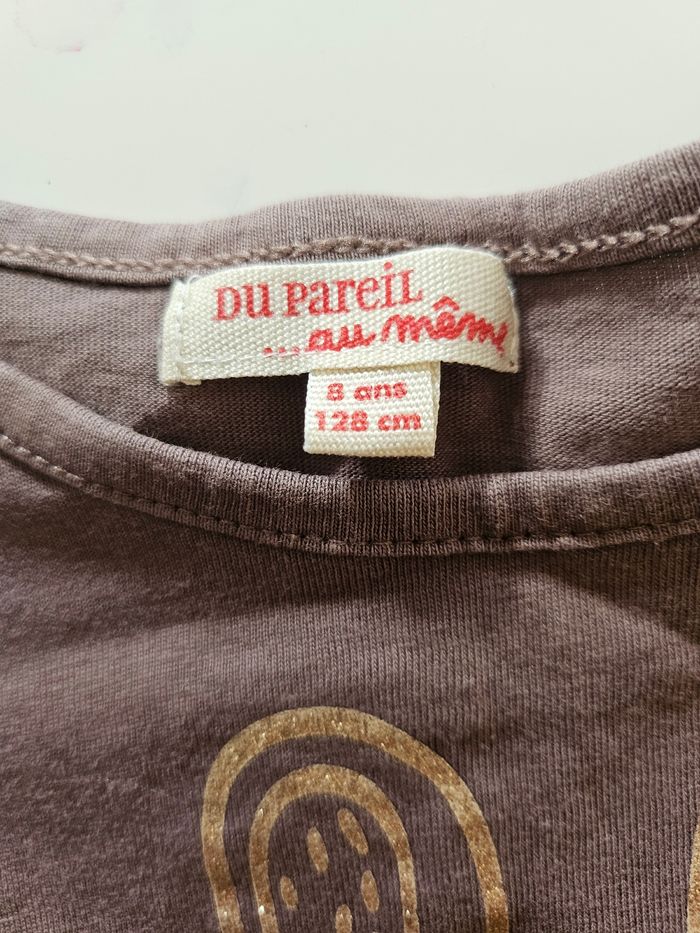 DU PAREIL
...au même
8 ans
128 cm